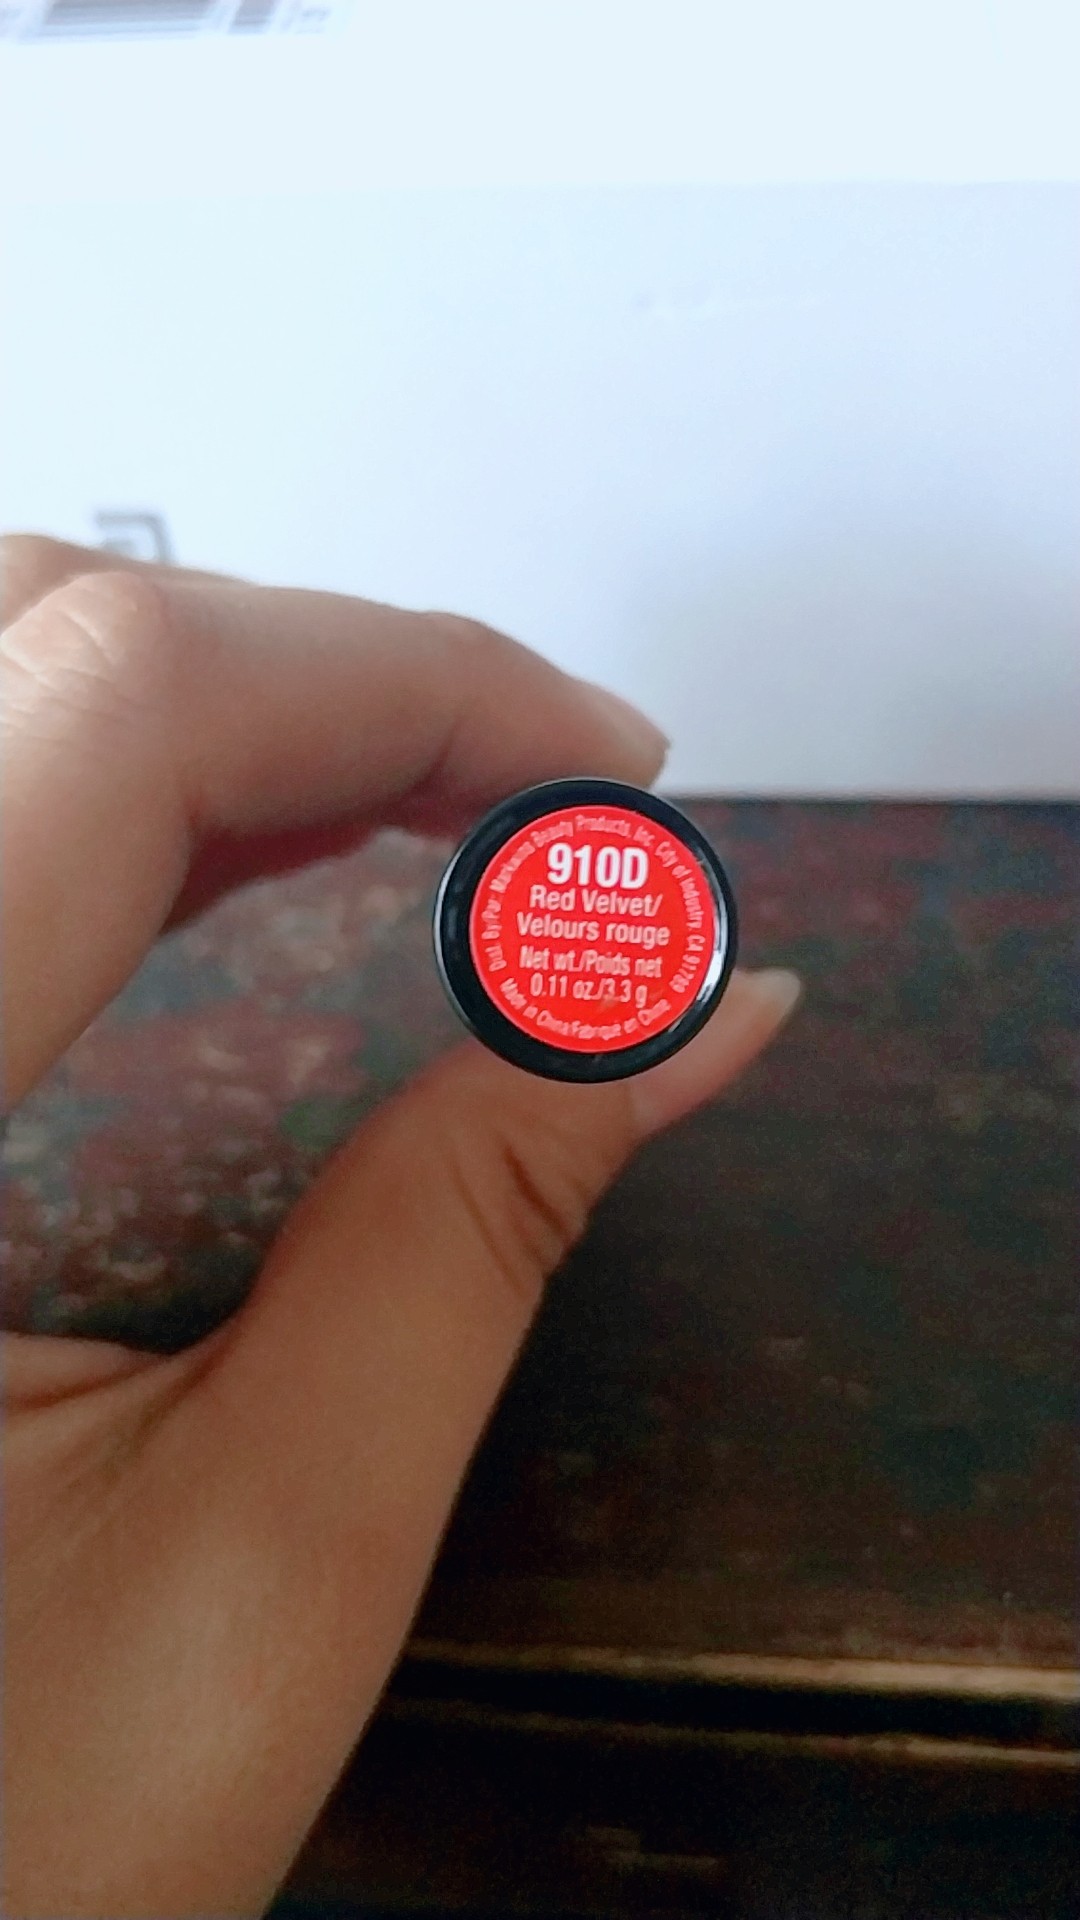 Dist. By/Par: Markwins Beauty Products, Inc. City of Industry, CA 91789
910D
Red Velvet/
Velours rouge
Net wt./Poids net
0.11 oz./3.3 g
Made in China/Fabriqué en Chine